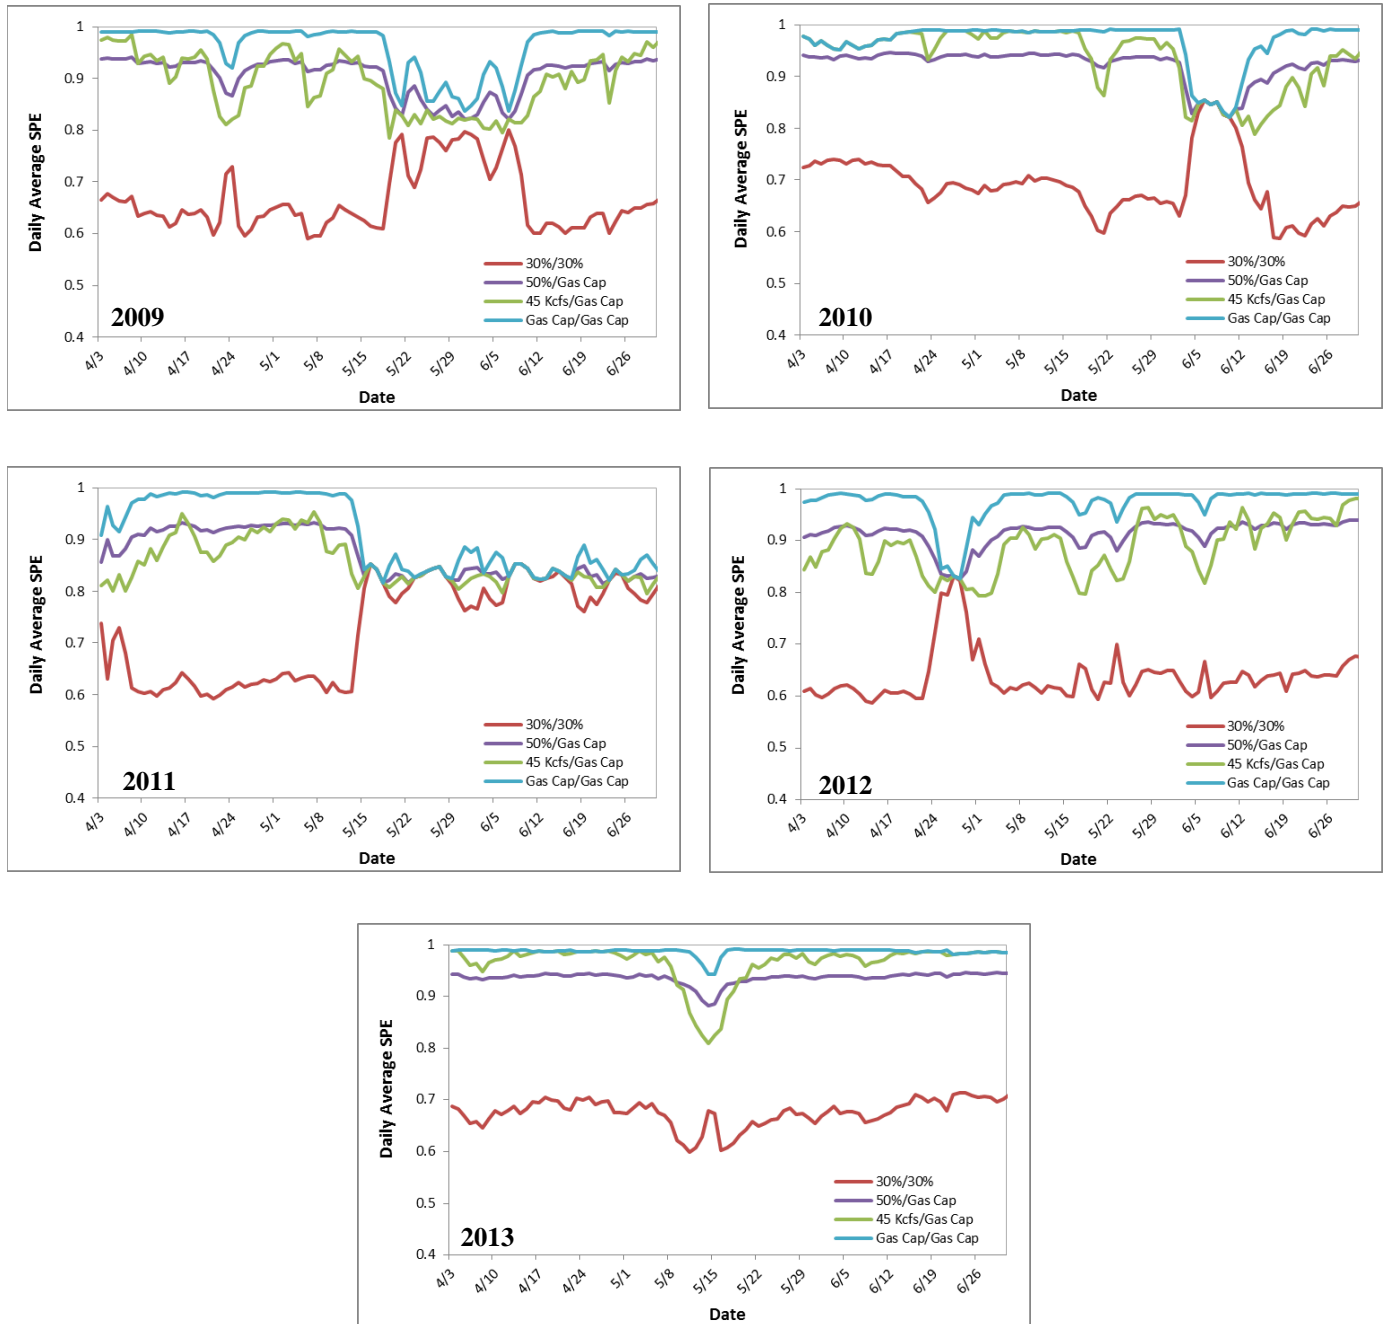 Daily Average SPE
1
0.9
0.8
0.7
0.6
0.5
0.4
30%/30%
50%/Gas Cap
45 Kcfs/Gas Cap
Gas Cap/Gas Cap
2009
4/3 4/10 4/17 4/24 5/1 5/8 5/15 5/22 5/29 6/5 6/12 6/19 6/26
Date
Daily Average SPE
1
0.9
0.8
0.7
0.6
0.5
0.4
30%/30%
50%/Gas Cap
45 Kcfs/Gas Cap
Gas Cap/Gas Cap
2010
4/3 4/10 4/17 4/24 5/1 5/8 5/15 5/22 5/29 6/5 6/12 6/19 6/26
Date
Daily Average SPE
1
0.9
0.8
0.7
0.6
0.5
0.4
30%/30%
50%/Gas Cap
45 Kcfs/Gas Cap
Gas Cap/Gas Cap
2011
4/3 4/10 4/17 4/24 5/1 5/8 5/15 5/22 5/29 6/5 6/12 6/19 6/26
Date
Daily Average SPE
1
0.9
0.8
0.7
0.6
0.5
0.4
30%/30%
50%/Gas Cap
45 Kcfs/Gas Cap
Gas Cap/Gas Cap
2012
4/3 4/10 4/17 4/24 5/1 5/8 5/15 5/22 5/29 6/5 6/12 6/19 6/26
Date
Daily Average SPE
1
0.9
0.8
0.7
0.6
0.5
0.4
30%/30%
50%/Gas Cap
45 Kcfs/Gas Cap
Gas Cap/Gas Cap
2013
4/3 4/10 4/17 4/24 5/1 5/8 5/15 5/22 5/29 6/5 6/12 6/19 6/26
Date